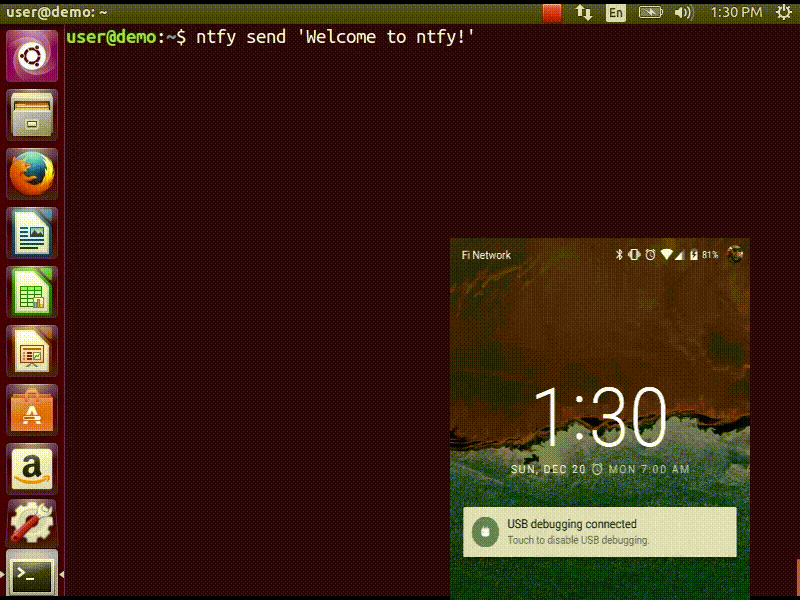 user@demo: ~
En
1:30 PM
user@demo:~$ ntfy send 'Welcome to ntfy!'
Fi Network
81%
1:30
SUN, DEC 20 MON 7:00 AM
USB debugging connected
Touch to disable USB debugging.
A
a
>_